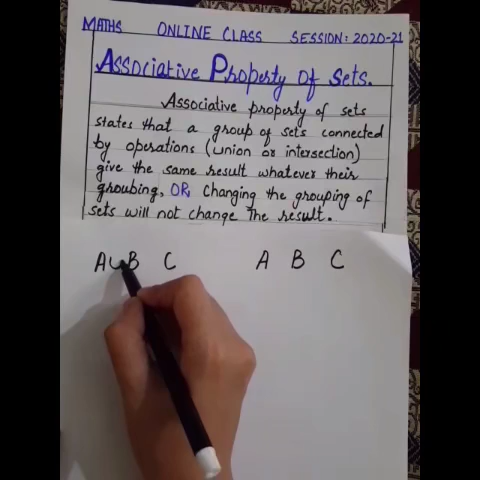 MATHS ONLINE CLASS SESSION: 2020-21
Associative Property Of Sets.
Associative property of sets
states that a group of sets connected
by operations (union or intersection)
give the same result whatever their
groubing, OR, Changing the grouping of
sets will not change The result.
A∪B C A B C